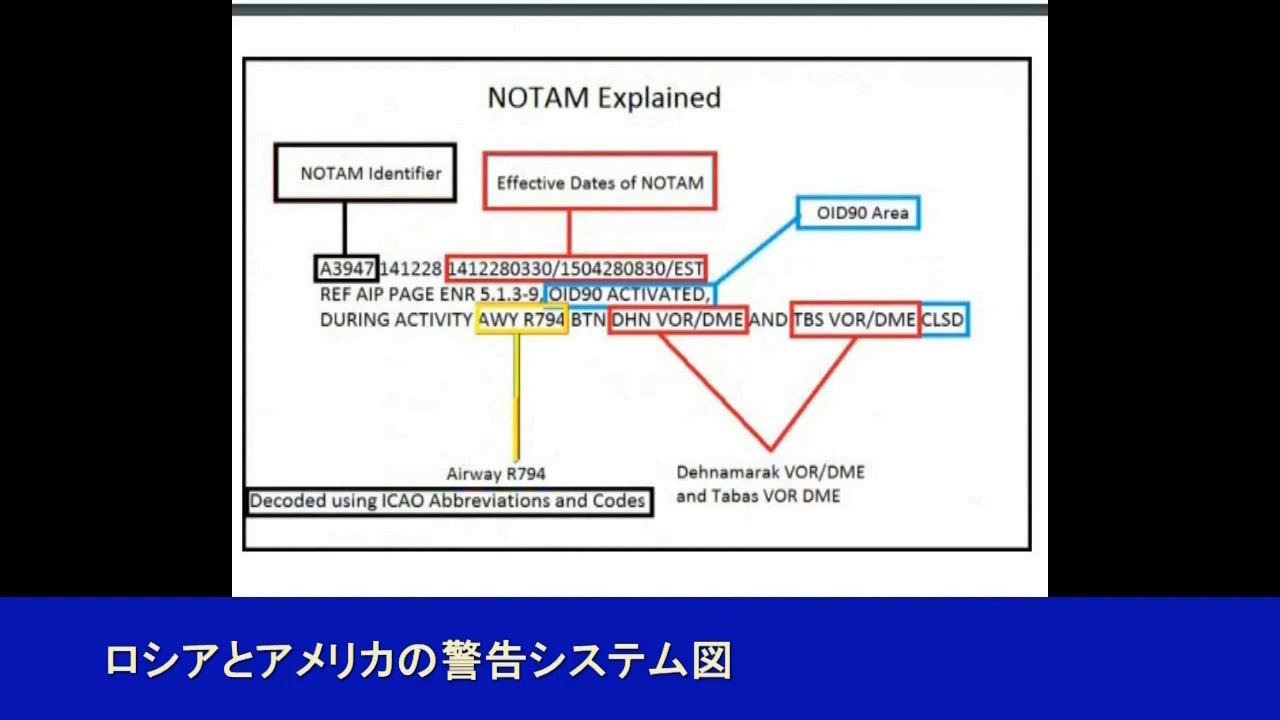 NOTAM Explained
NOTAM Identifier
Effective Dates of NOTAM
OID90 Area
A3947 141228 1412280330/1504280830/EST
REF AIP PAGE ENR 5.1.3-9, OID90 ACTIVATED,
DURING ACTIVITY AWY R794 BTN DHN VOR/DME AND TBS VOR/DME CLSD
Airway R794
Decoded using ICAO Abbreviations and Codes
Dehnamarak VOR/DME
and Tabas VOR DME
ロシアとアメリカの警告システム図